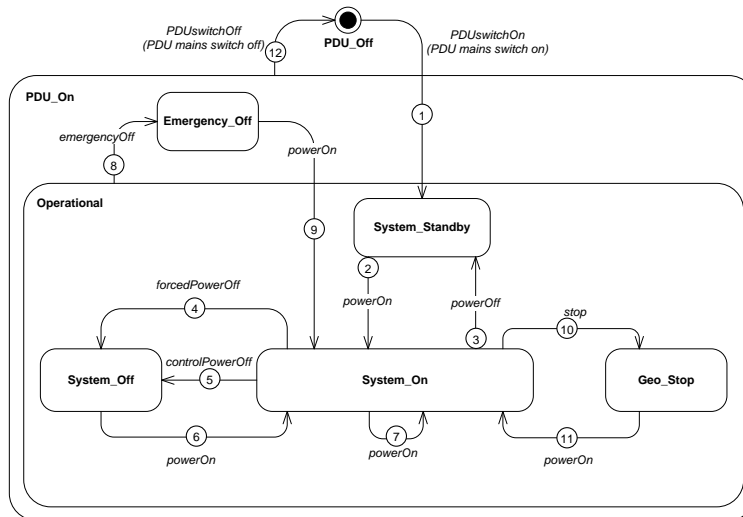 PDUswitchOff
(PDU mains switch off)
12
PDU_Off
PDUswitchOn
(PDU mains switch on)
PDU_On
1
Emergency_Off
emergencyOff
powerOn
8
Operational
9
System_Standby
2
forcedPowerOff
powerOn
powerOff
stop
4
3
10
controlPowerOff
System_Off
5
System_On
Geo_Stop
6
7
11
powerOn
powerOn
powerOn